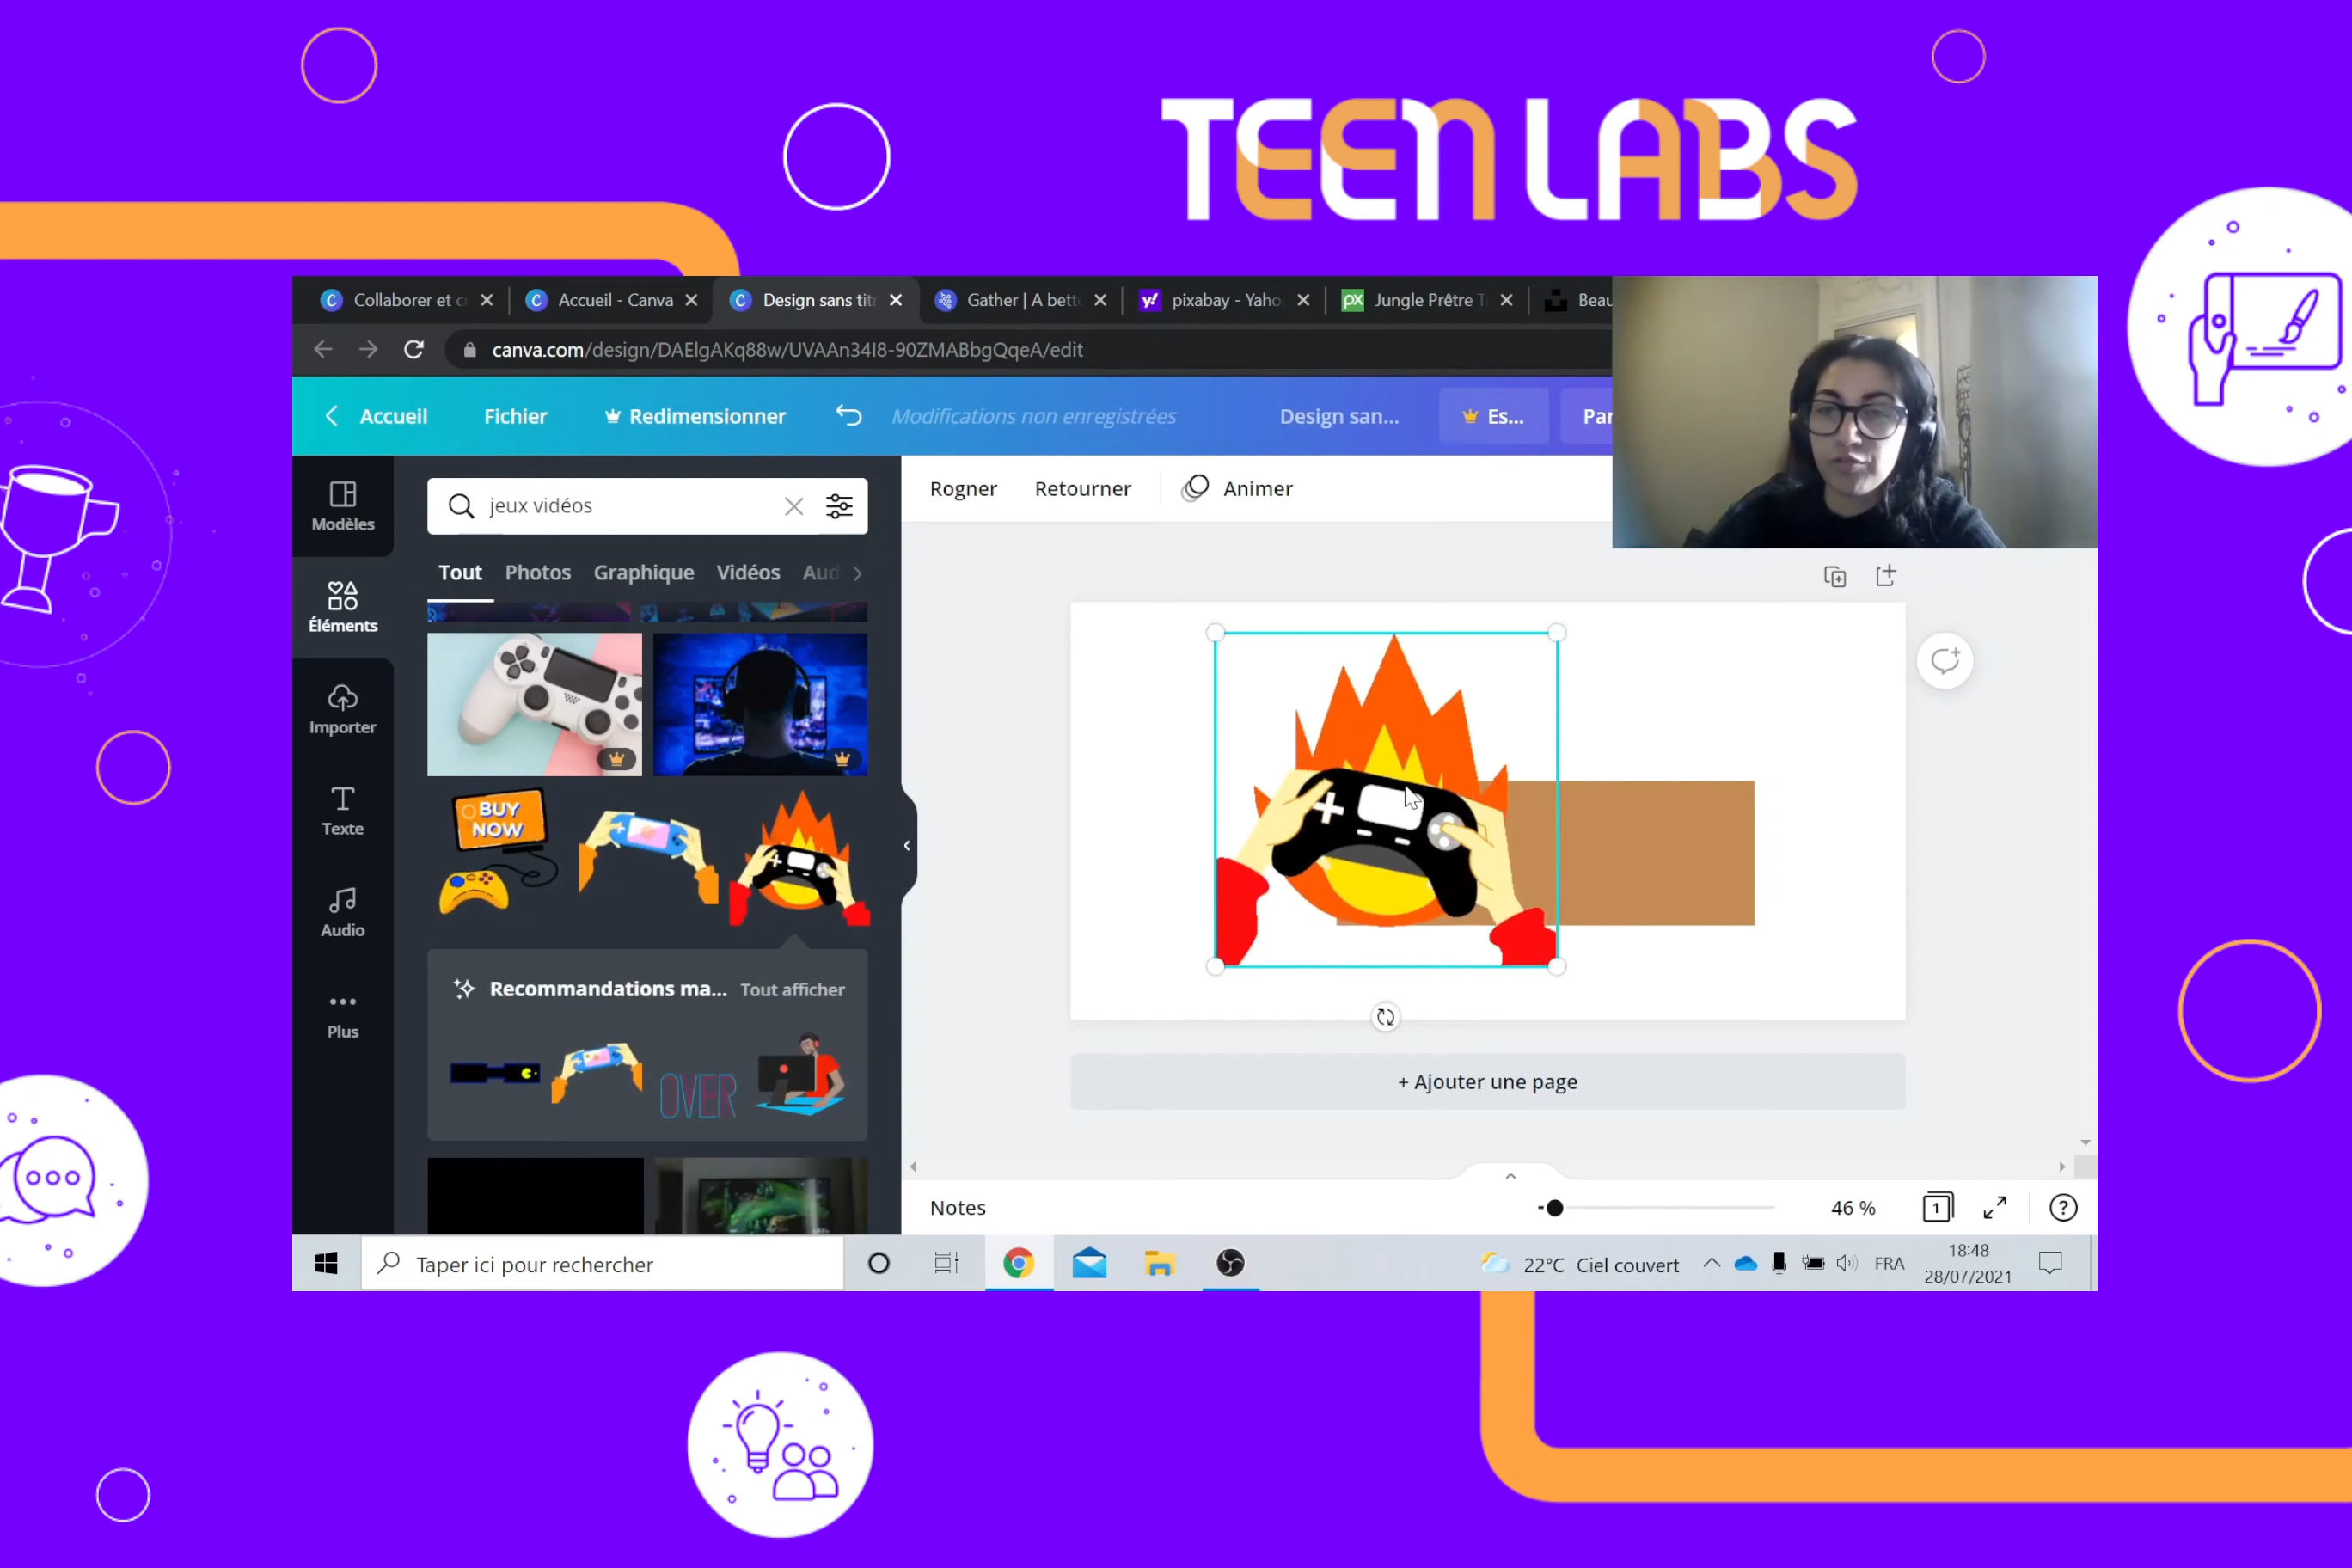 TEEN LABS
Collaborer et c
Accueil - Canva
Design sans titr
Gather | A bette
pixabay - Yaho
Jungle Prêtre T
Beau
canva.com/design/DAElgAKq88w/UVAAn34I8-90ZMABbgQqeA/edit
Accueil
Fichier
Redimensionner
Modifications non enregistrées
Design san...
Es...
Par
Modèles
Éléments
Importer
Texte
Audio
Plus
jeux vidéos
Tout
Photos
Graphique
Vidéos
Aud
BUY
NOW
Recommandations ma...
Tout afficher
OVER
Rogner
Retourner
Animer
+ Ajouter une page
Notes
46 %
1
Taper ici pour rechercher
22°C Ciel couvert
FRA
18:48
28/07/2021